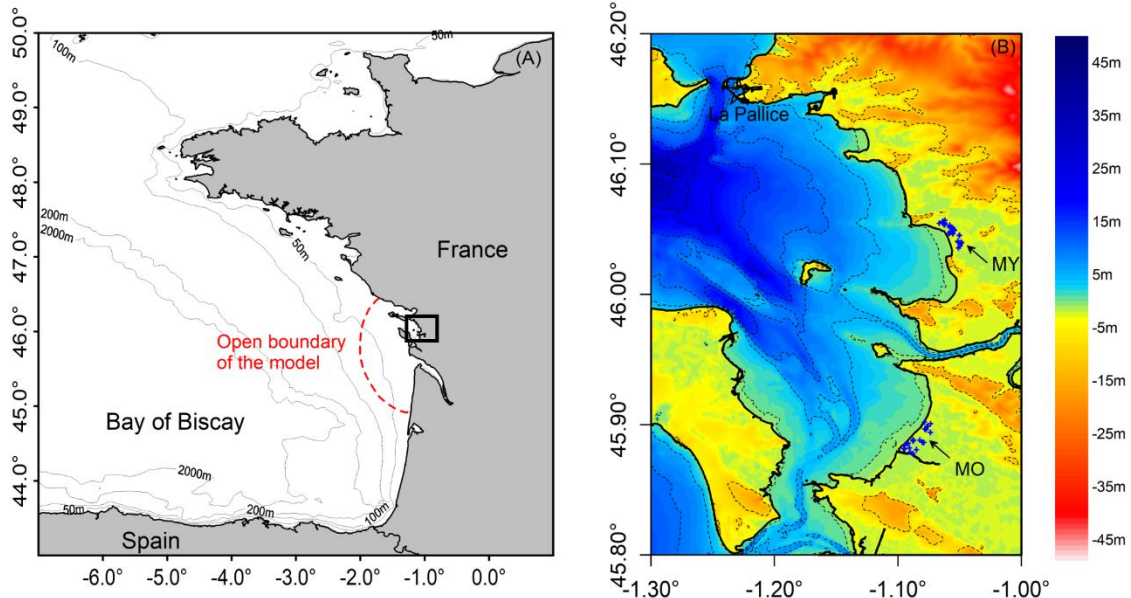 (A)
50.0°
49.0°
48.0°
47.0°
46.0°
45.0°
44.0°
-6.0°
-5.0°
-4.0°
-3.0°
-2.0°
-1.0°
0.0°
100m
50m
200m
2000m
50m
France
Open boundary
of the model
Bay of Biscay
2000m
50m
200m
100m
Spain
(B)
46.20°
46.10°
46.00°
45.90°
45.80°
-1.30°
-1.20°
-1.10°
-1.00°
La Pallice
MY
MO
45m
35m
25m
15m
5m
-5m
-15m
-25m
-35m
-45m